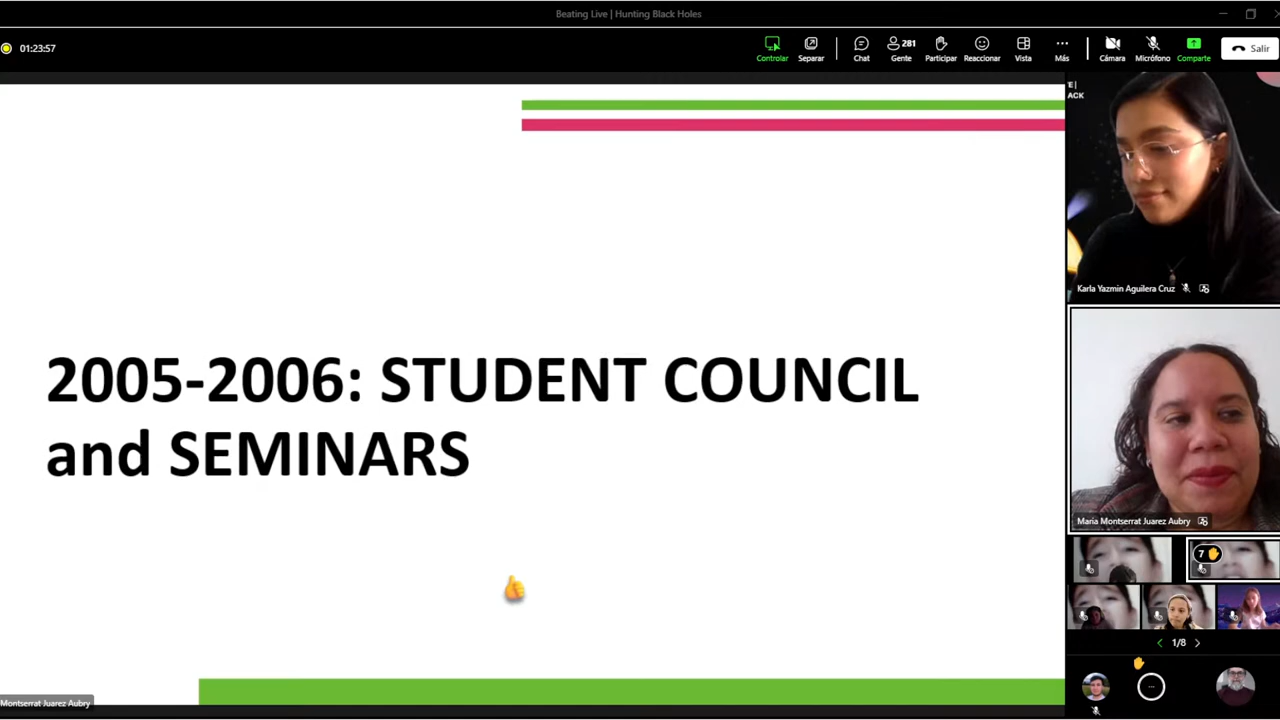 Beating Live | Hunting Black Holes
01:23:57
Controlar
Separar
Chat
281
Gente
Participar
Reaccionar
Vista
Más
Cámara
Micrófono
Comparte
Salir
E |
ACK
Karla Yazmin Aguilera Cruz
2005-2006: STUDENT COUNCIL
and SEMINARS
Maria Montserrat Juarez Aubry
7
1/8
Montserrat Juarez Aubry